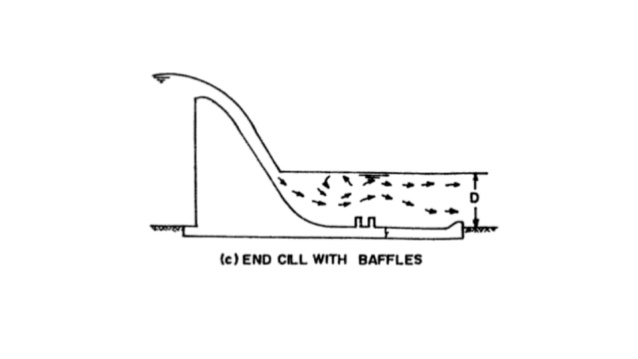 D
(c) END CILL WITH BAFFLES